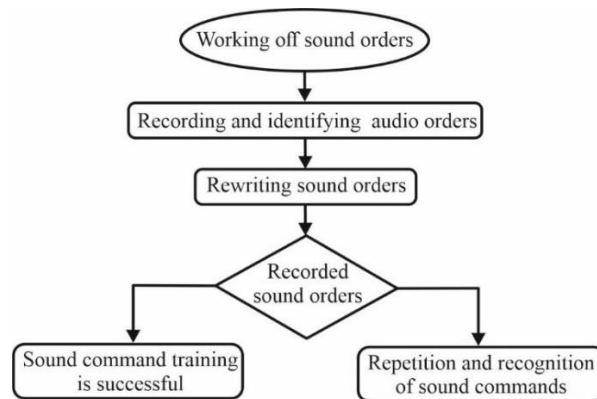 Working off sound orders
Recording and identifying audio orders
Rewriting sound orders
Recorded
sound orders
Sound command training
is successful
Repetition and recognition
of sound commands